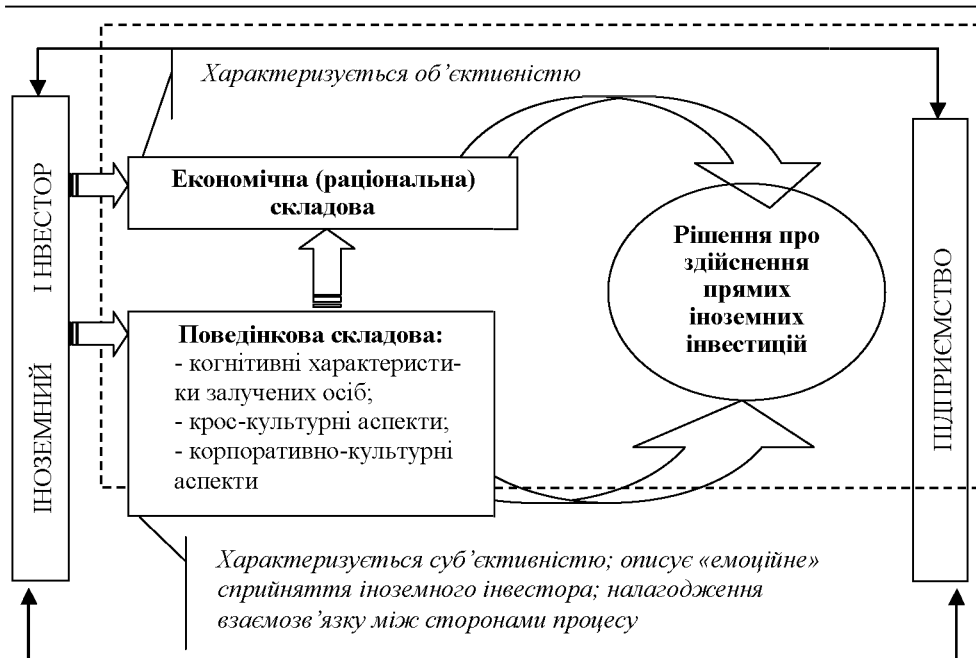 Характеризується об’єктивністю
ІНОЗЕМНИЙ І НВЕСТОР
Економічна (раціональна)
складова
Рішення про
здійснення
прямих
іноземних
інвестицій
ПІДПРИЄМСТВО
Поведінкова складова:
- когнітивні характеристи-
ки залучених осіб;
- крос-культурні аспекти;
- корпоративно-культурні
аспекти
Характеризується суб’єктивністю; описує «емоційне»
сприйняття іноземного інвестора; налагодження
взаємозв’язку між сторонами процесу